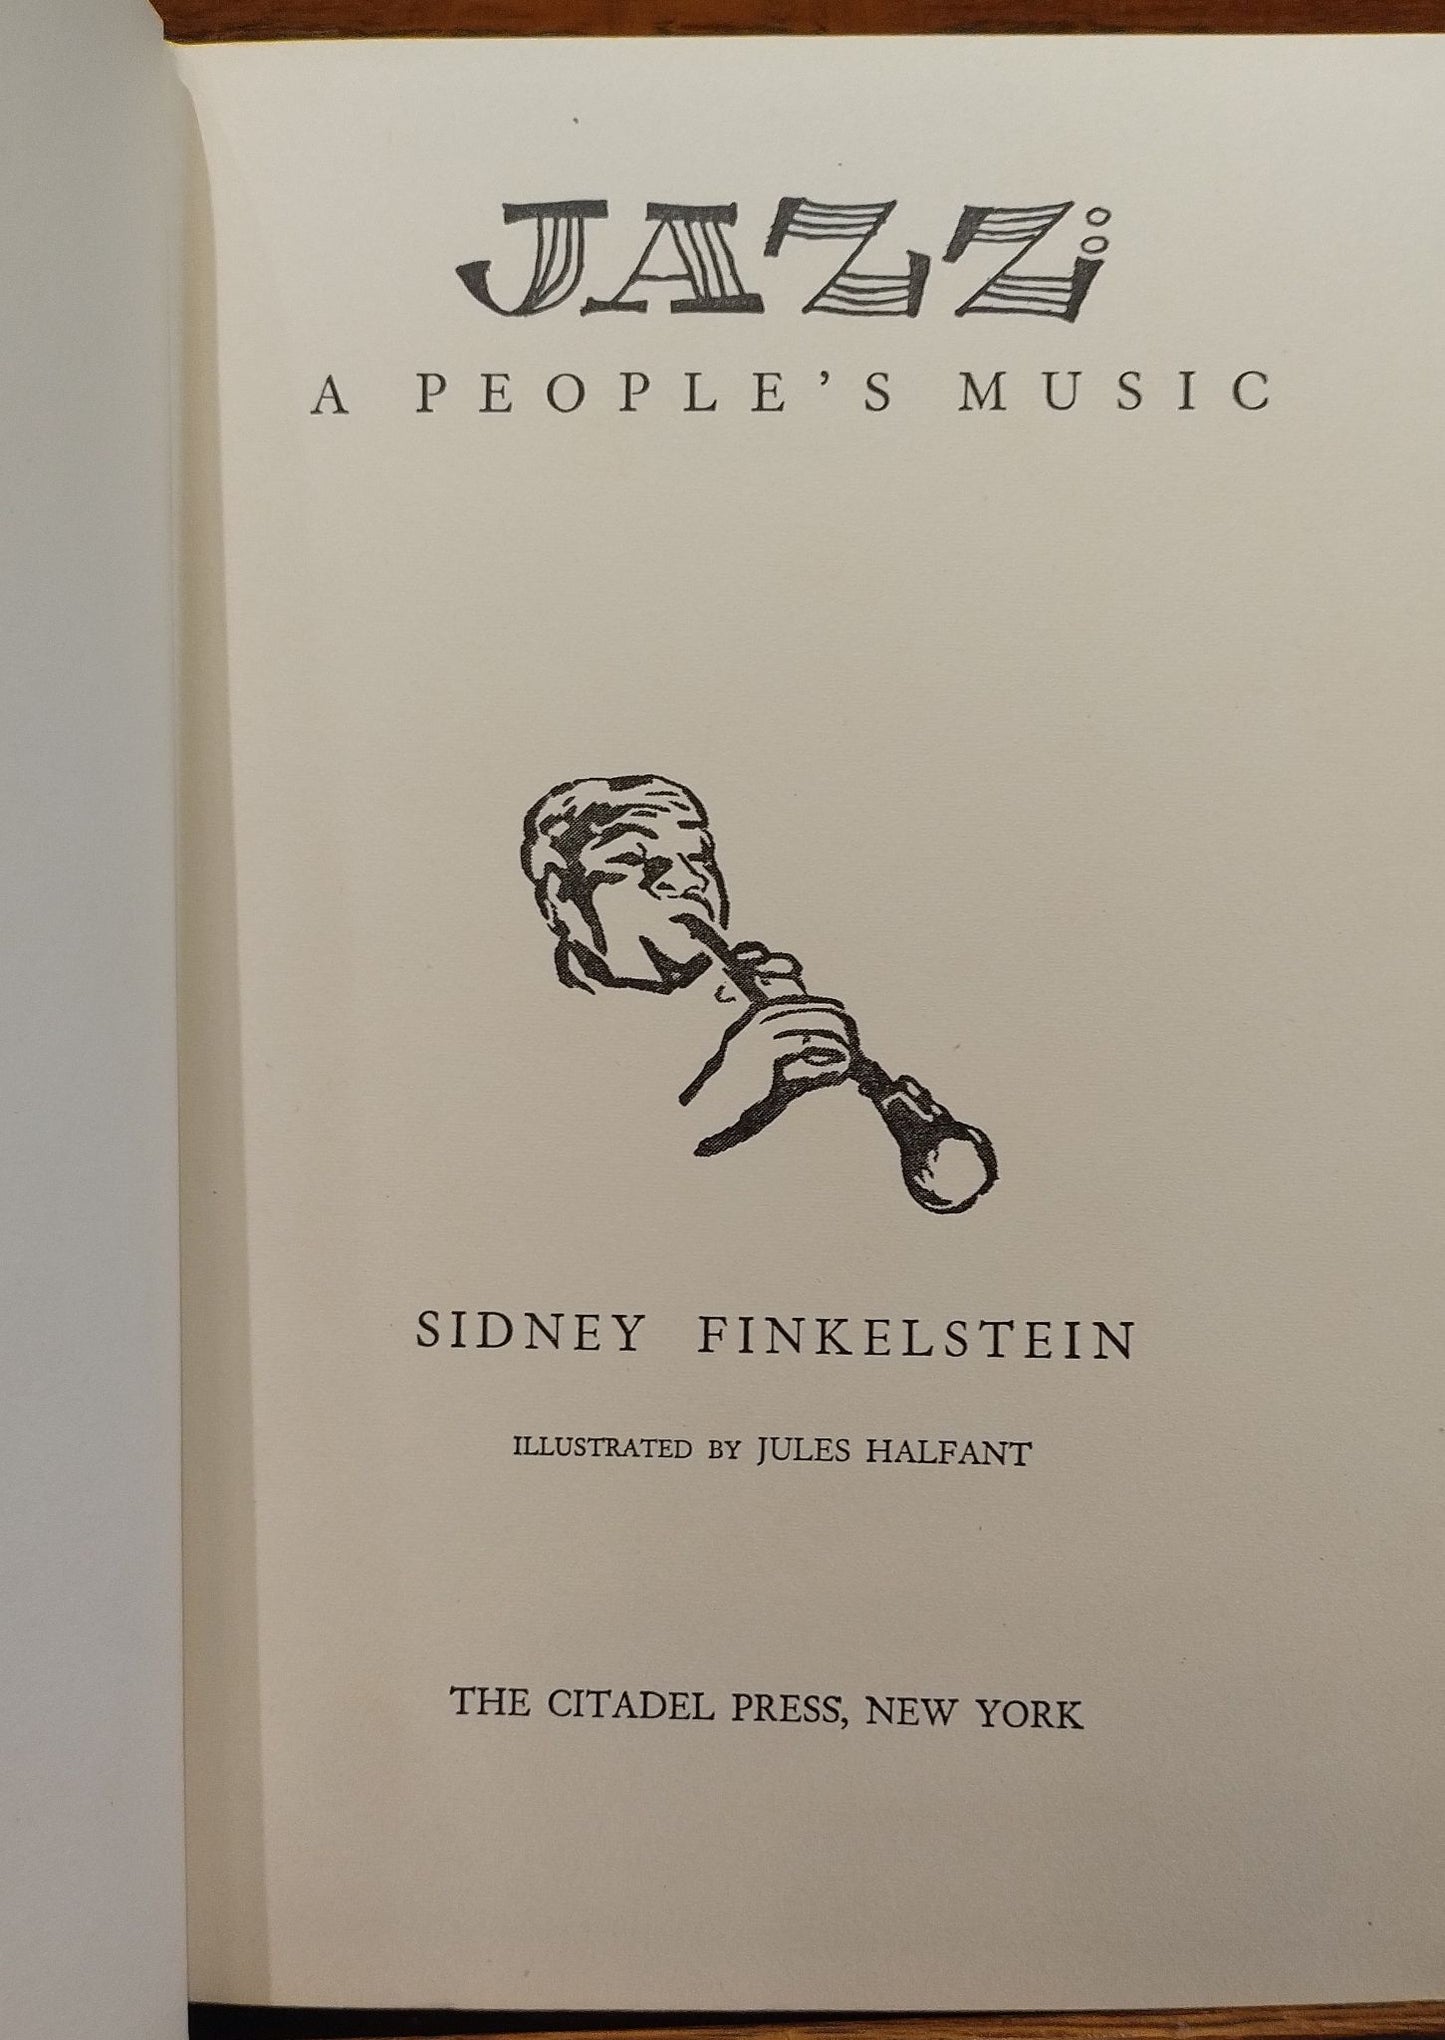 JAZZ:
A PEOPLE’S MUSIC
SIDNEY FINKELSTEIN
ILLUSTRATED BY JULES HALFANT
THE CITADEL PRESS, NEW YORK